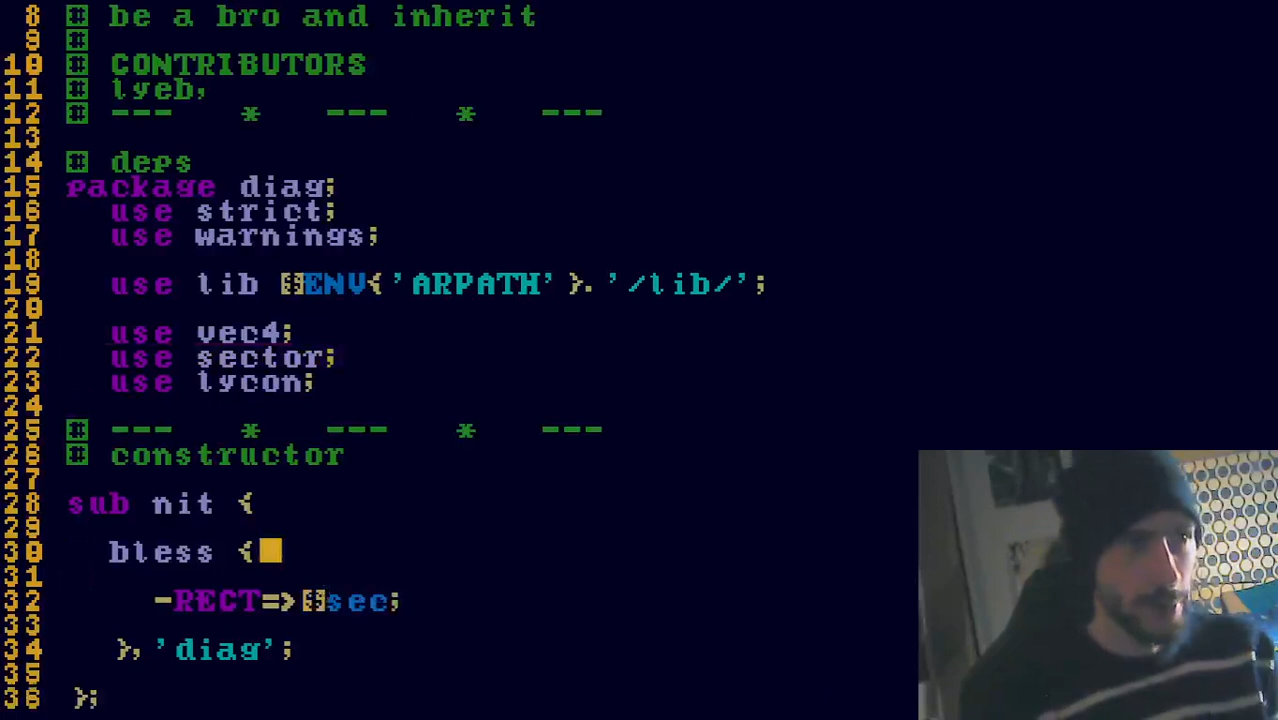 8 # be a bro and inherit
9 #
10 # CONTRIBUTORS
11 # lyeb,
12 # ---   *   ---   *   ---
13
14 # deps
15 package diag;
16   use strict;
17   use warnings;
18
19   use lib $ENV{'ARPATH'}.'/lib/';
20
21   use vec4;
22   use sector;
23   use lycon;
24
25 # ---   *   ---   *   ---
26 # constructor
27
28 sub nit {
29
30   bless {
31
32     -RECT=>$sec;
33
34   },'diag';
35
36 };